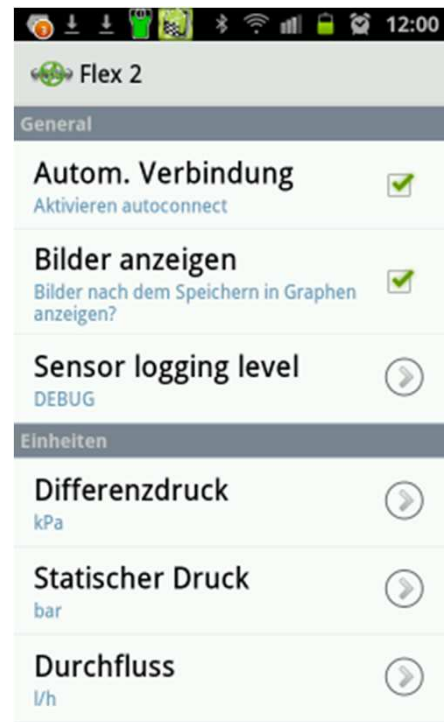 12:00
Flex 2
General
Autom. Verbindung
Aktivieren autoconnect
Bilder anzeigen
Bilder nach dem Speichern in Graphen
anzeigen?
Sensor logging level
DEBUG
Einheiten
Differenzdruck
kPa
Statischer Druck
bar
Durchfluss
l/h